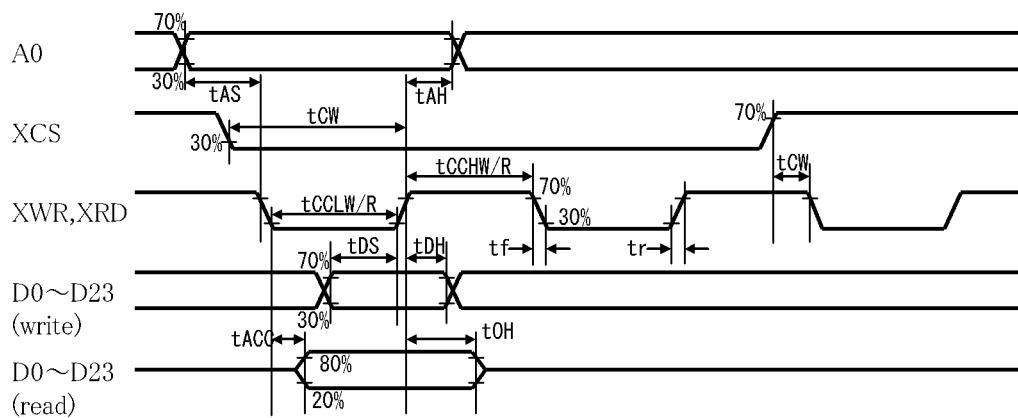 A0
70%
30%
tAS
tAH
XCS
30%
tCW
70%
tCW
XWR,XRD
tCCLW/R
tCCHW/R
70%
30%
tf
tr
D0～D23
(write)
70%
30%
tDS
tDH
D0～D23
(read)
tACC
80%
20%
tOH